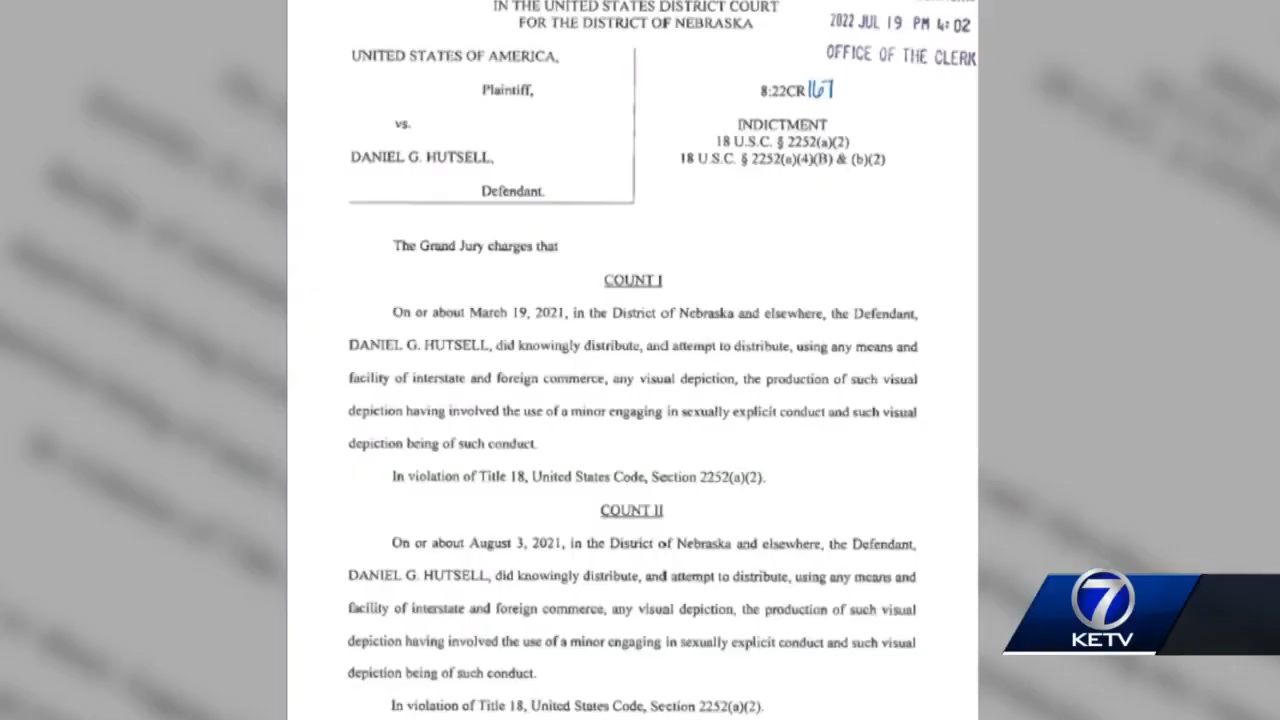 IN THE UNITED STATES DISTRICT COURT
FOR THE DISTRICT OF NEBRASKA
2022 JUL 19 PM 4:02
OFFICE OF THE CLERK
UNITED STATES OF AMERICA,
Plaintiff,
vs.
DANIEL G. HUTSELL,
Defendant.
8:22CR167
INDICTMENT
18 U.S.C. § 2252(a)(2)
18 U.S.C. § 2252(a)(4)(B) & (b)(2)
The Grand Jury charges that
COUNT I
On or about March 19, 2021, in the District of Nebraska and elsewhere, the Defendant,
DANIEL G. HUTSELL, did knowingly distribute, and attempt to distribute, using any means and
facility of interstate and foreign commerce, any visual depiction, the production of such visual
depiction having involved the use of a minor engaging in sexually explicit conduct and such visual
depiction being of such conduct.
In violation of Title 18, United States Code, Section 2252(a)(2).
COUNT II
On or about August 3, 2021, in the District of Nebraska and elsewhere, the Defendant,
DANIEL G. HUTSELL, did knowingly distribute, and attempt to distribute, using any means and
facility of interstate and foreign commerce, any visual depiction, the production of such visual
depiction having involved the use of a minor engaging in sexually explicit conduct and such visual
depiction being of such conduct.
In violation of Title 18, United States Code, Section 2252(a)(2).
7
KETV